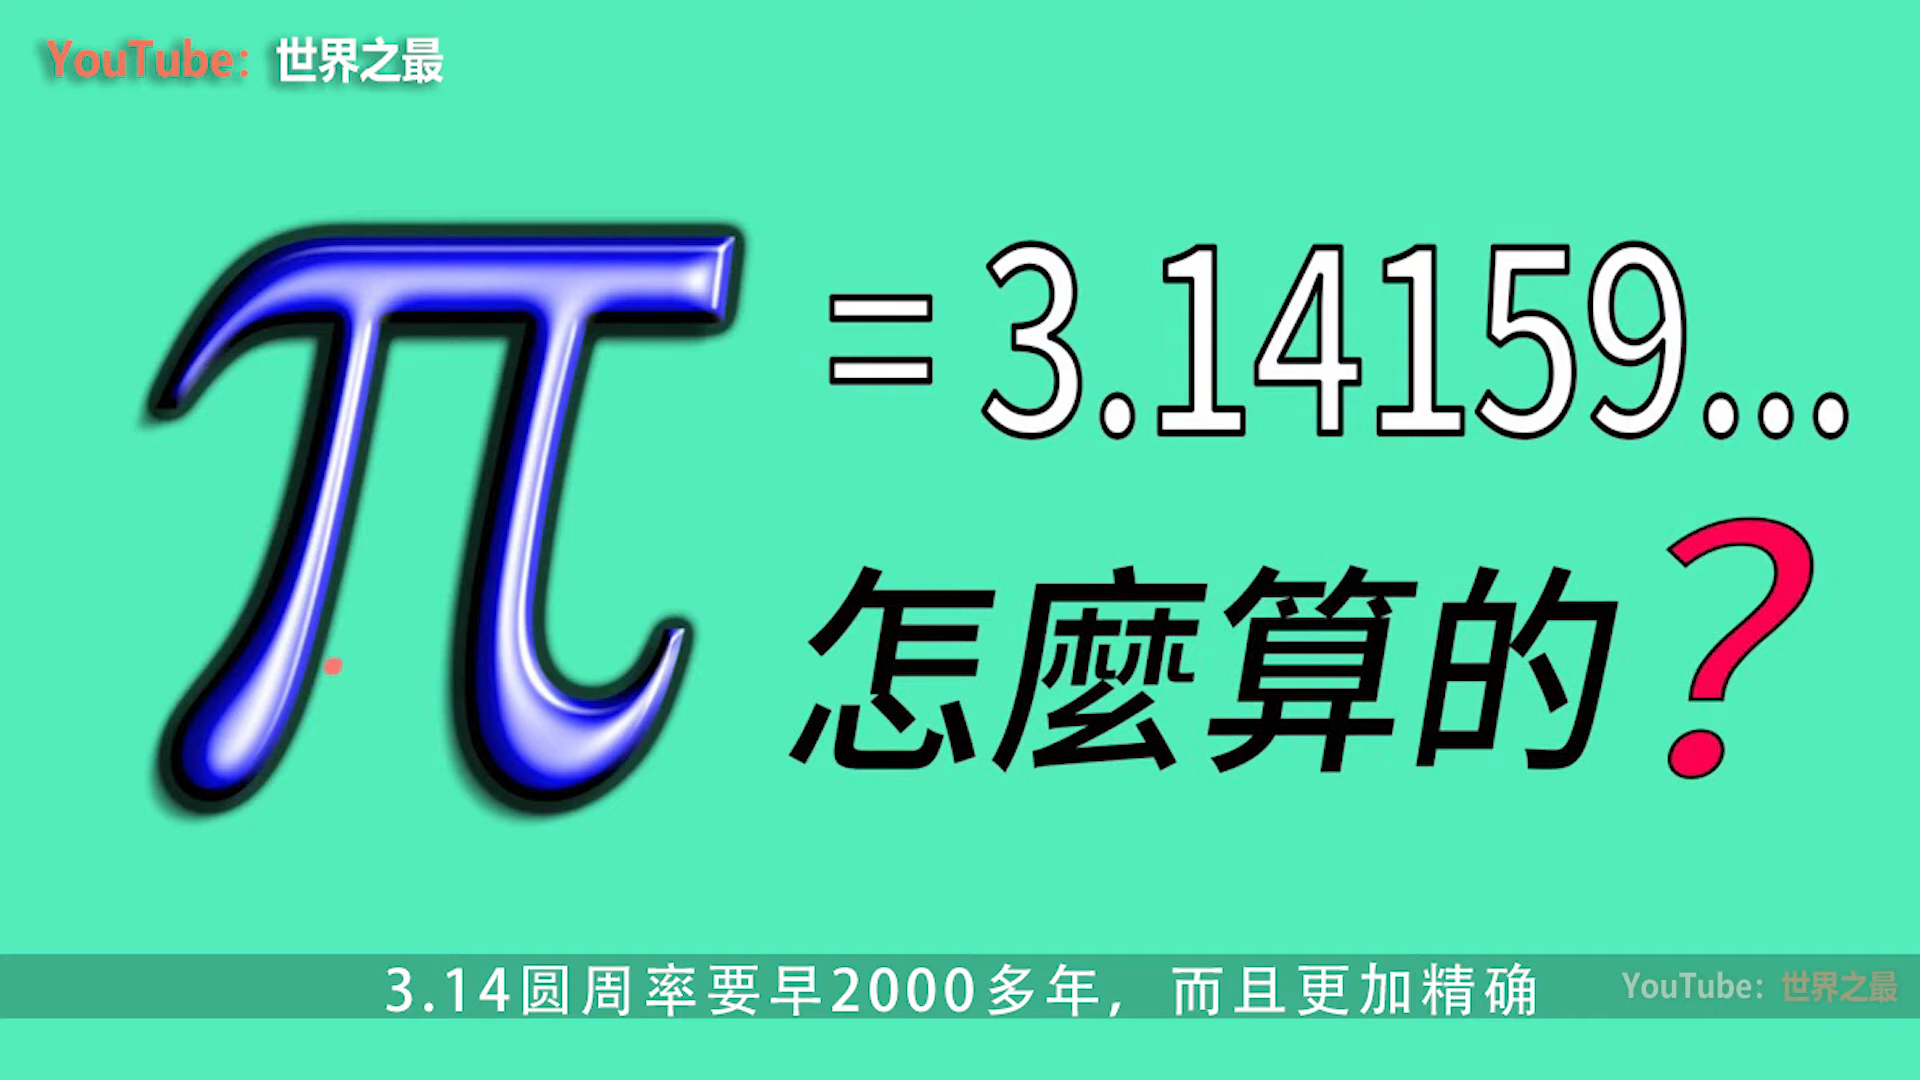 YouTube: 世界之最
π = 3.14159...
怎麼算的?
3.14圆周率要早2000多年, 而且更加精确
YouTube: 世界之最